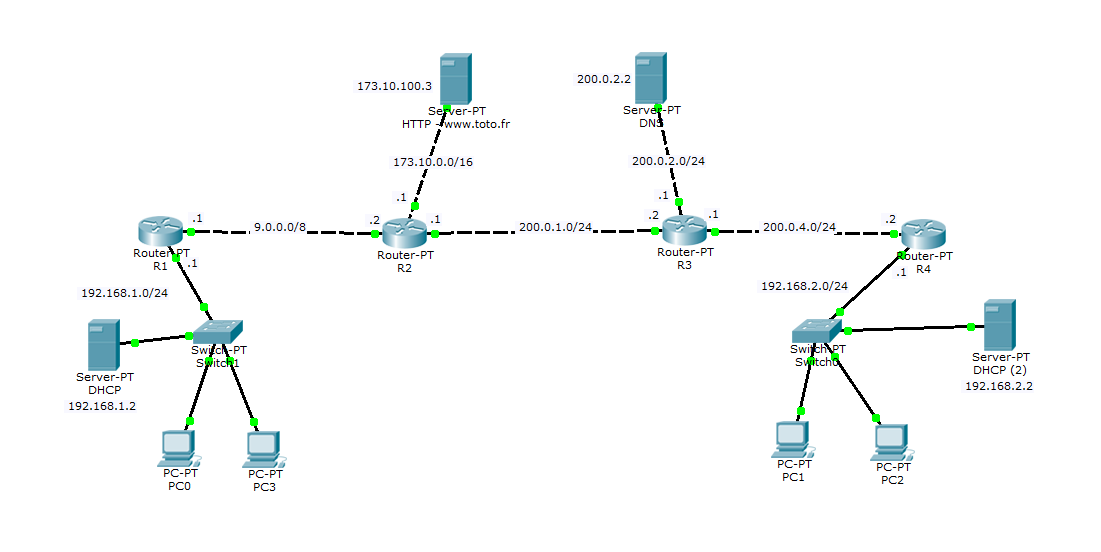 173.10.100.3
Server-PT
HTTP - www.toto.fr
200.0.2.2
Server-PT
DNS
173.10.0.0/16
200.0.2.0/24
.1
.1
.1
9.0.0.0/8
.2
.1
200.0.1.0/24
.2
.1
200.0.4.0/24
.2
Router-PT
R1
.1
Router-PT
R2
Router-PT
R3
Router-PT
R4
.1
192.168.1.0/24
192.168.2.0/24
Switch-PT
Switch1
Server-PT
DHCP
192.168.1.2
Switch-PT
Switch0
Server-PT
DHCP (2)
192.168.2.2
PC-PT
PC0
PC-PT
PC3
PC-PT
PC1
PC-PT
PC2